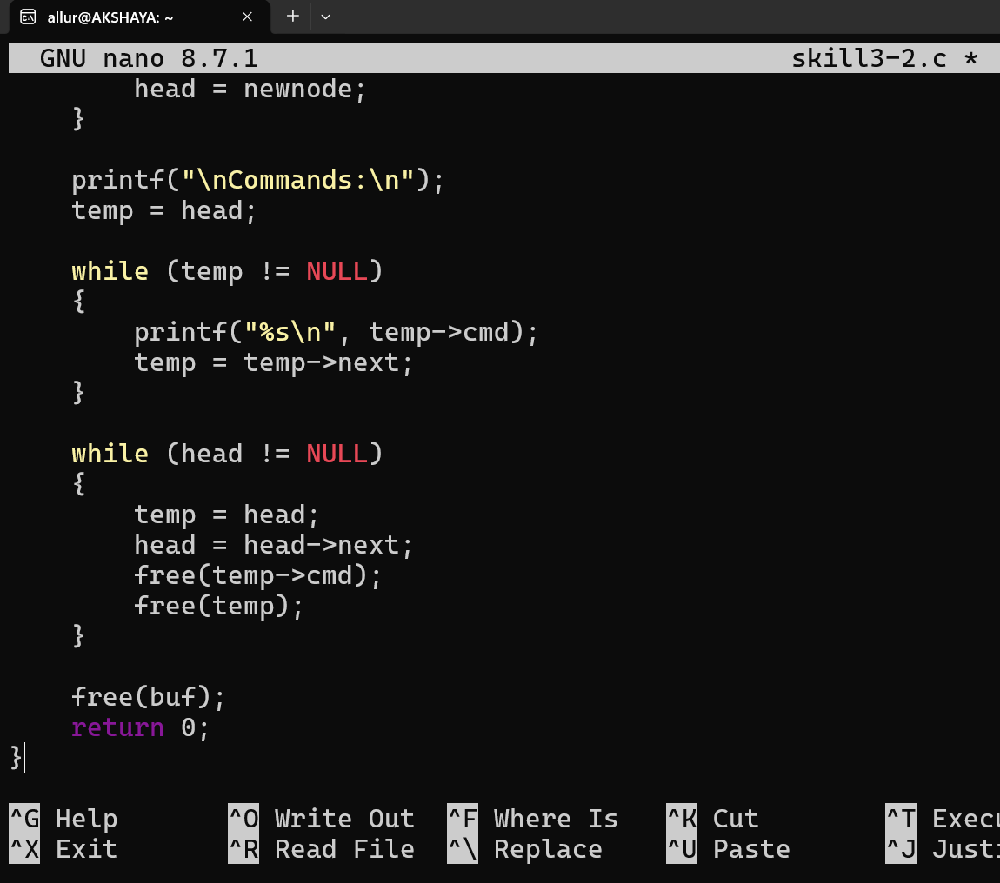 allur@AKSHAYA: ~
GNU nano 8.7.1 skill3-2.c *
        head = newnode;
    }

    printf("\nCommands:\n");
    temp = head;

    while (temp != NULL)
    {
        printf("%s\n", temp->cmd);
        temp = temp->next;
    }

    while (head != NULL)
    {
        temp = head;
        head = head->next;
        free(temp->cmd);
        free(temp);
    }

    free(buf);
    return 0;
}
^G Help ^O Write Out ^F Where Is ^K Cut ^T Execu
^X Exit ^R Read File ^\ Replace ^U Paste ^J Justi